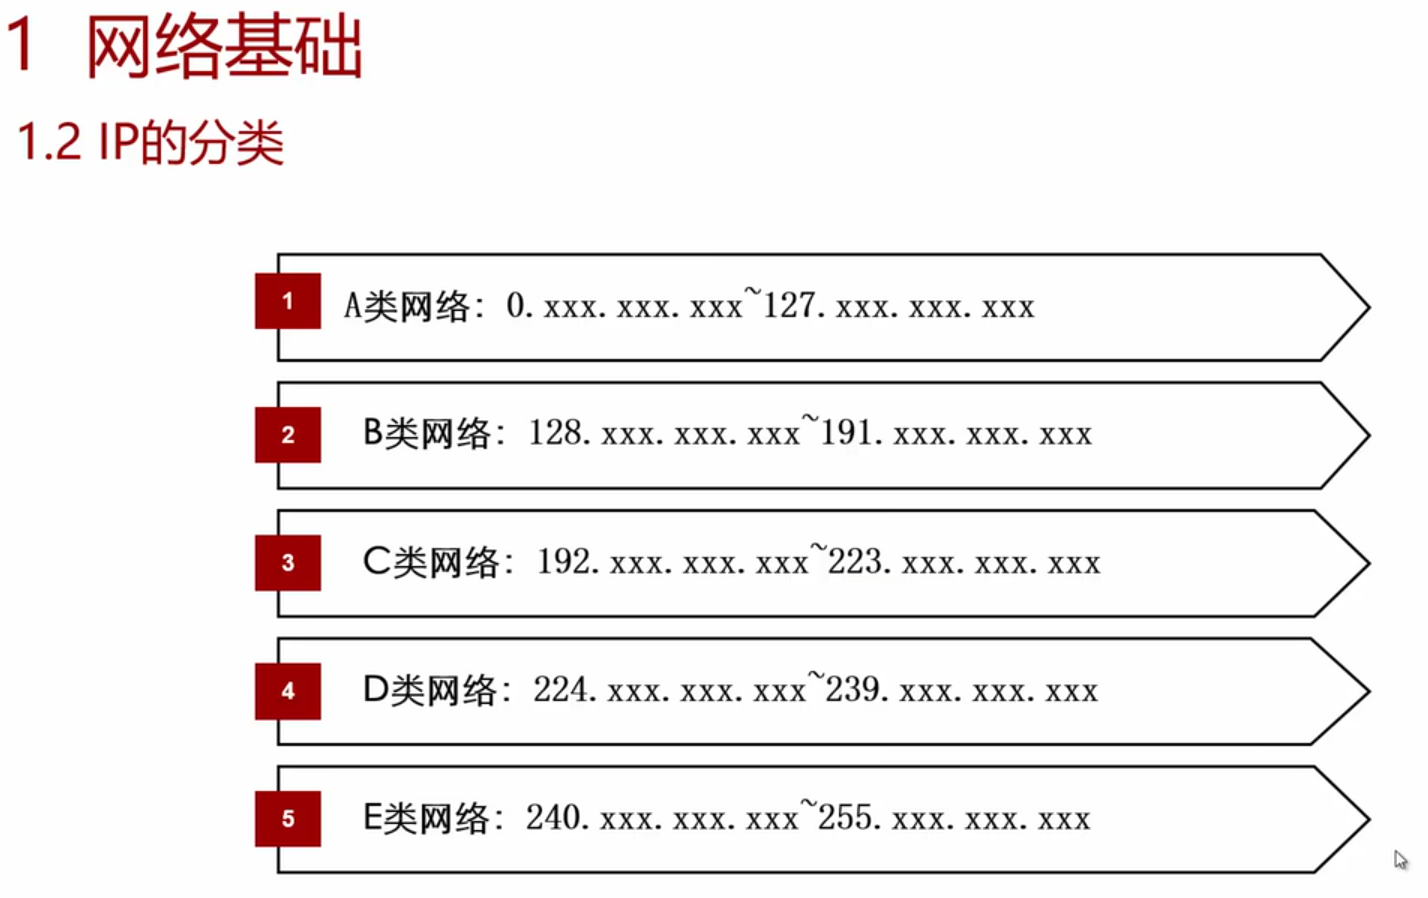 1 网络基础
1.2 IP的分类
1 A类网络：0.xxx.xxx.xxx~127.xxx.xxx.xxx
2 B类网络：128.xxx.xxx.xxx~191.xxx.xxx.xxx
3 C类网络：192.xxx.xxx.xxx~223.xxx.xxx.xxx
4 D类网络：224.xxx.xxx.xxx~239.xxx.xxx.xxx
5 E类网络：240.xxx.xxx.xxx~255.xxx.xxx.xxx